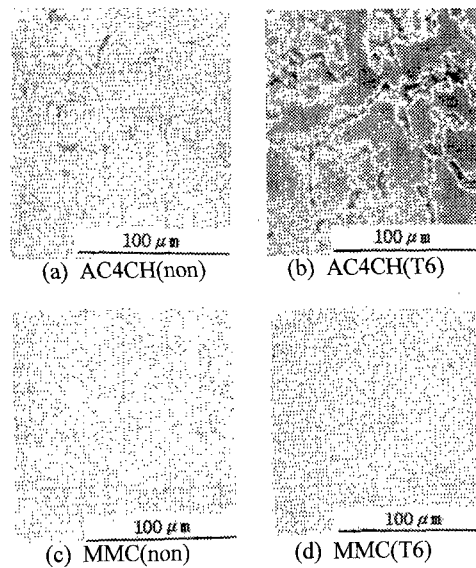 100 μm
100 μm
(a) AC4CH(non)
(b) AC4CH(T6)
100 μm
100 μm
(c) MMC(non)
(d) MMC(T6)